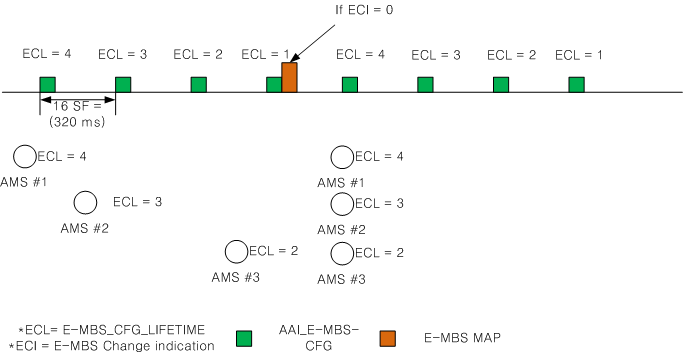 If ECI = 0
ECL = 4 ECL = 3 ECL = 2 ECL = 1 ECL = 4 ECL = 3 ECL = 2 ECL = 1
16 SF =
(320 ms)
ECL = 4
AMS #1
ECL = 3
AMS #2
ECL = 2
AMS #3
ECL = 4
AMS #1
ECL = 3
AMS #2
ECL = 2
AMS #3
*ECL= E-MBS_CFG_LIFETIME
*ECI = E-MBS Change indication
AAI_E-MBS-
CFG
E-MBS MAP